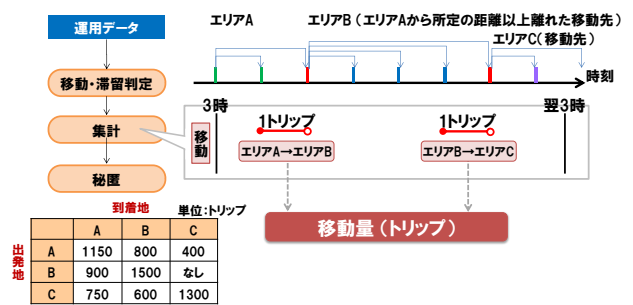 運用データ
移動・滞留判定
集計
秘匿
エリアA
エリアB(エリアAから所定の距離以上離れた移動先)
エリアC(移動先)
時刻
3時
翌3時
移動
1トリップ
1トリップ
エリアA→エリアB
エリアB→エリアC
移動量(トリップ)
到着地
単位:トリップ
出発地
A B C
A 1150 800 400
B 900 1500 なし
C 750 600 1300